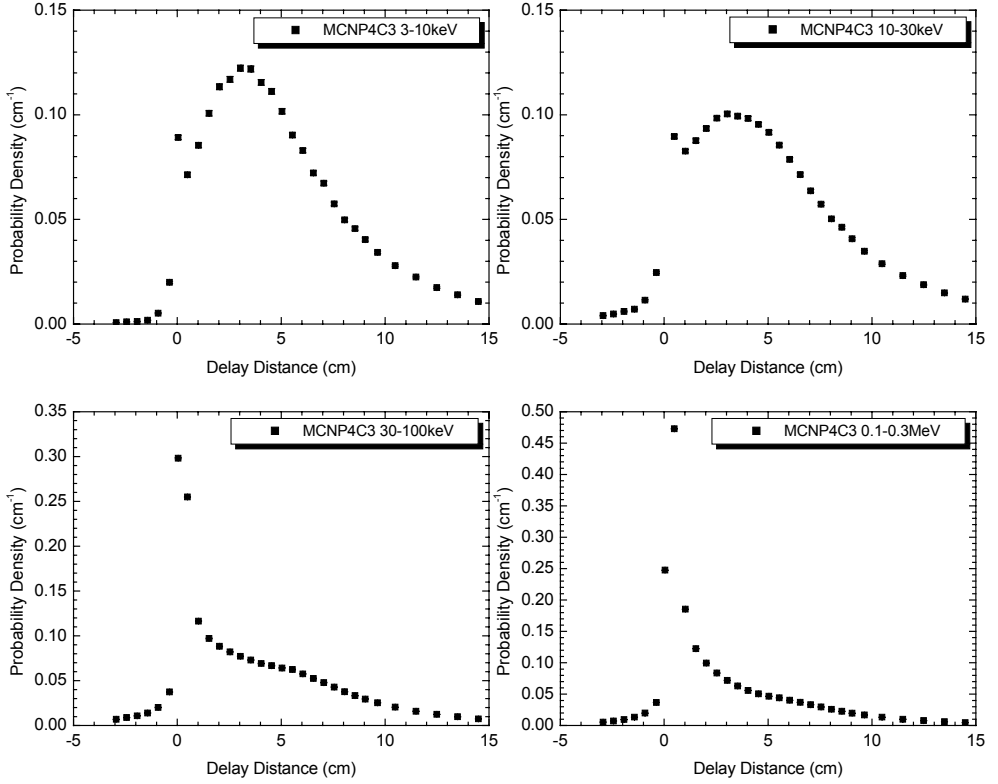 MCNP4C3 3-10keV
0.15
0.10
0.05
0.00
Probability Density (cm-1)
-5 0 5 10 15
Delay Distance (cm)
MCNP4C3 10-30keV
0.15
0.10
0.05
0.00
Probability Density (cm-1)
-5 0 5 10 15
Delay Distance (cm)
MCNP4C3 30-100keV
0.35
0.30
0.25
0.20
0.15
0.10
0.05
0.00
Probability Density (cm-1)
-5 0 5 10 15
Delay Distance (cm)
MCNP4C3 0.1-0.3MeV
0.50
0.45
0.40
0.35
0.30
0.25
0.20
0.15
0.10
0.05
0.00
Probability Density (cm-1)
-5 0 5 10 15
Delay Distance (cm)